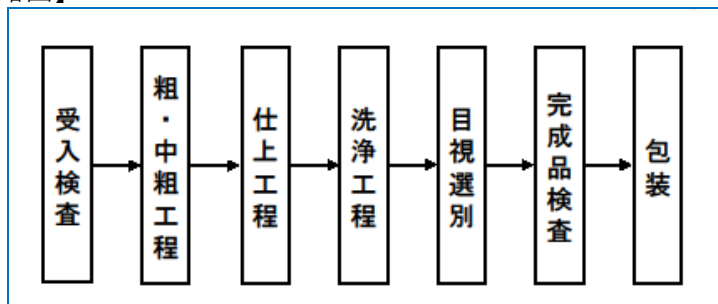 受入検査
粗・中粗工程
仕上工程
洗浄工程
目視選別
完成品検査
包装